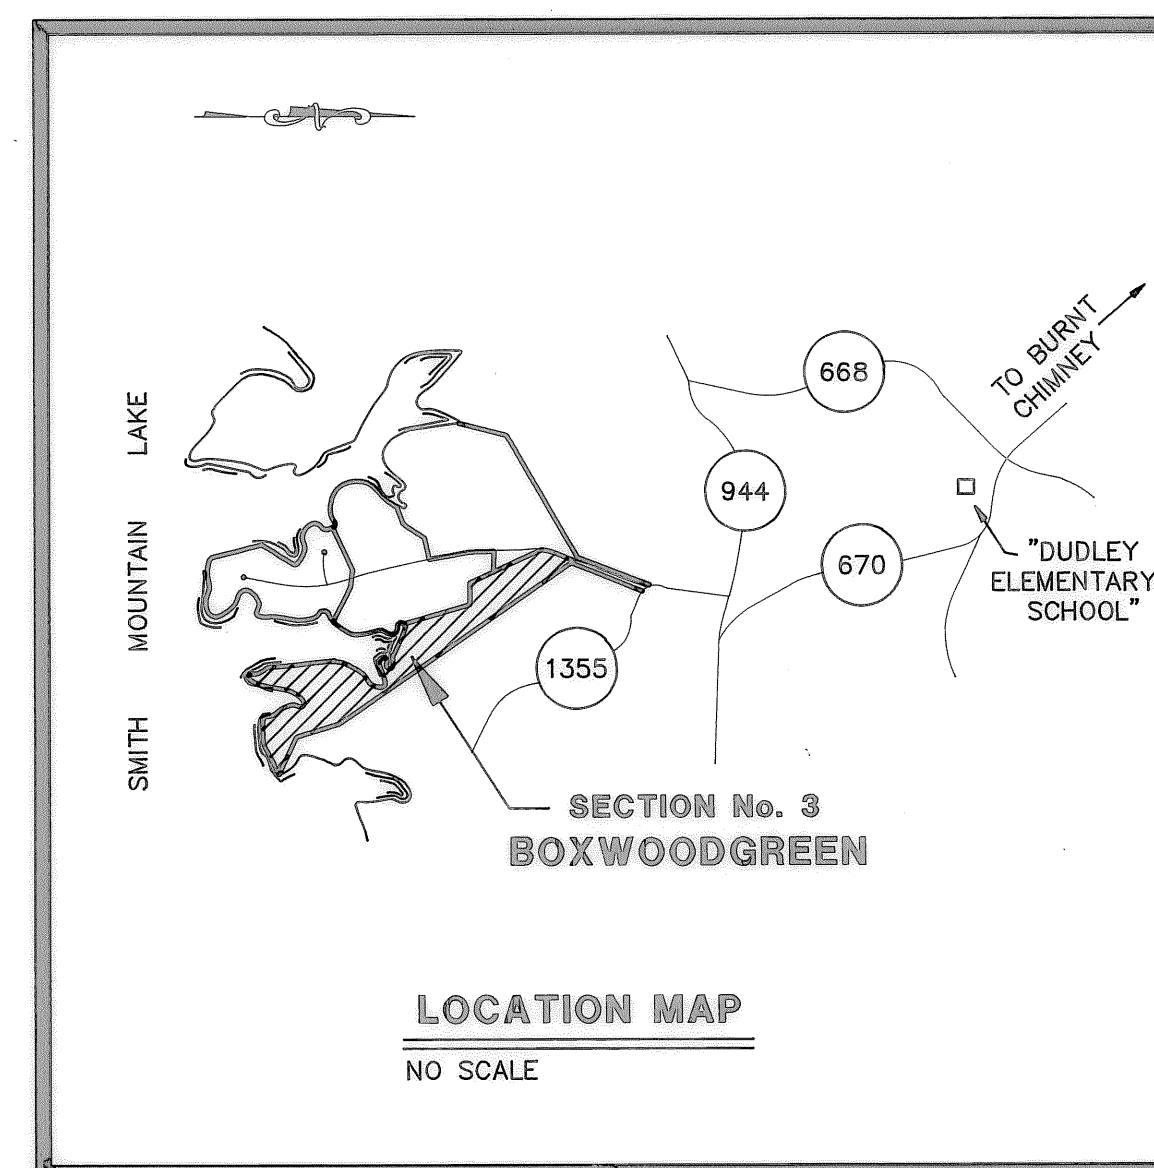 668
TO BURNT
CHIMNEY
SMITH MOUNTAIN LAKE
944
670
"DUDLEY
ELEMENTARY
SCHOOL"
1355
SECTION No. 3
BOXWOODGREEN
LOCATION MAP
NO SCALE